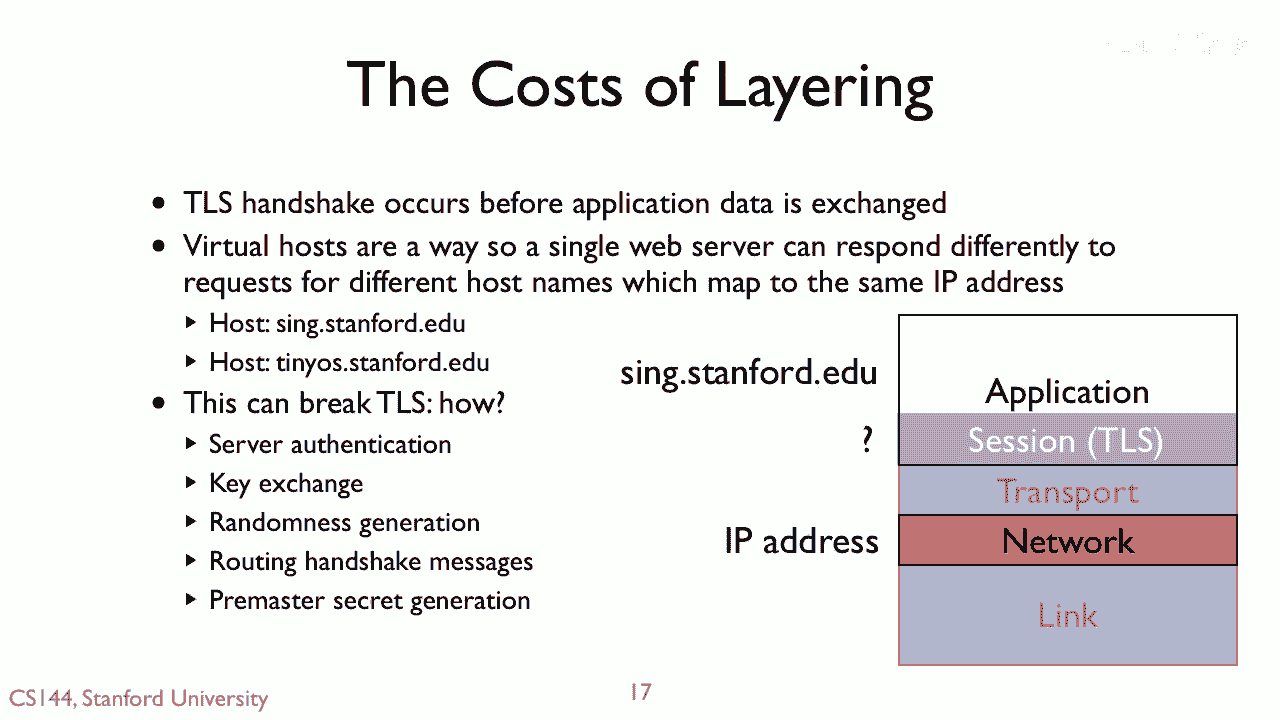 The Costs of Layering
• TLS handshake occurs before application data is exchanged
• Virtual hosts are a way so a single web server can respond differently to
requests for different host names which map to the same IP address
‣ Host: sing.stanford.edu
‣ Host: tinyos.stanford.edu
• This can break TLS: how?
‣ Server authentication
‣ Key exchange
‣ Randomness generation
‣ Routing handshake messages
‣ Premaster secret generation
sing.stanford.edu
?
IP address
Application
Session (TLS)
Transport
Network
Link
CS144, Stanford University
17